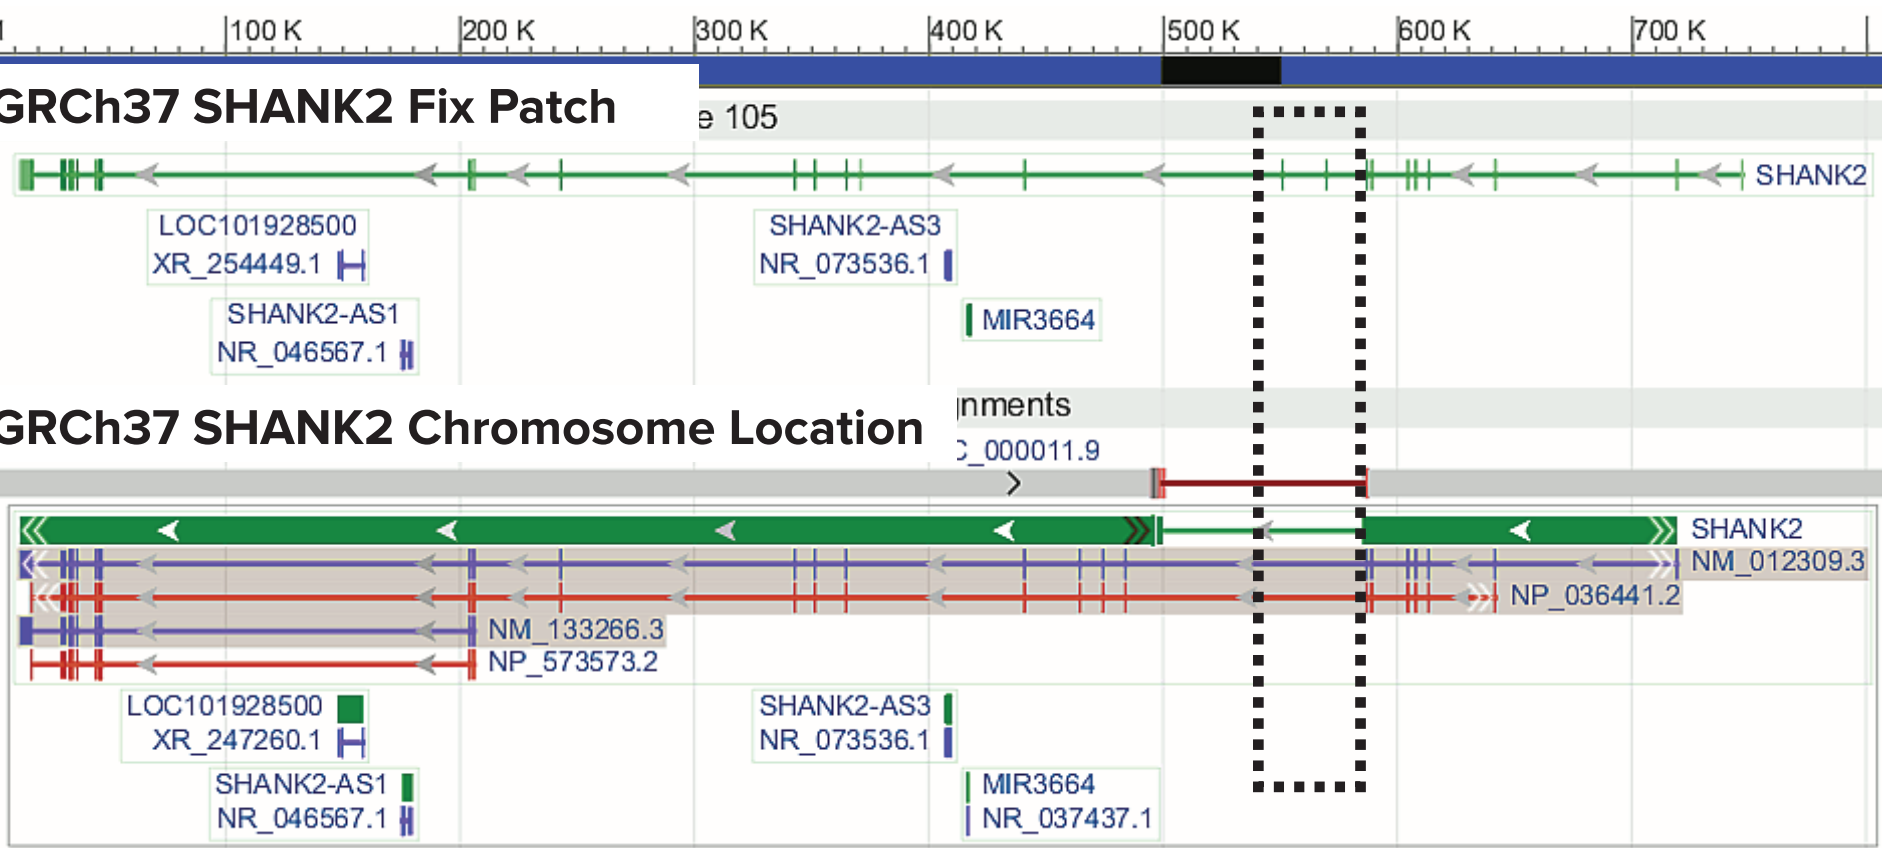 100 K 200 K 300 K 400 K 500 K 600 K 700 K
GRCh37 SHANK2 Fix Patch
e 105
SHANK2
LOC101928500
XR_254449.1
SHANK2-AS1
NR_046567.1
SHANK2-AS3
NR_073536.1
MIR3664
GRCh37 SHANK2 Chromosome Location
nments
C_000011.9
SHANK2
NM_012309.3
NP_036441.2
NM_133266.3
NP_573573.2
LOC101928500
XR_247260.1
SHANK2-AS1
NR_046567.1
SHANK2-AS3
NR_073536.1
MIR3664
NR_037437.1